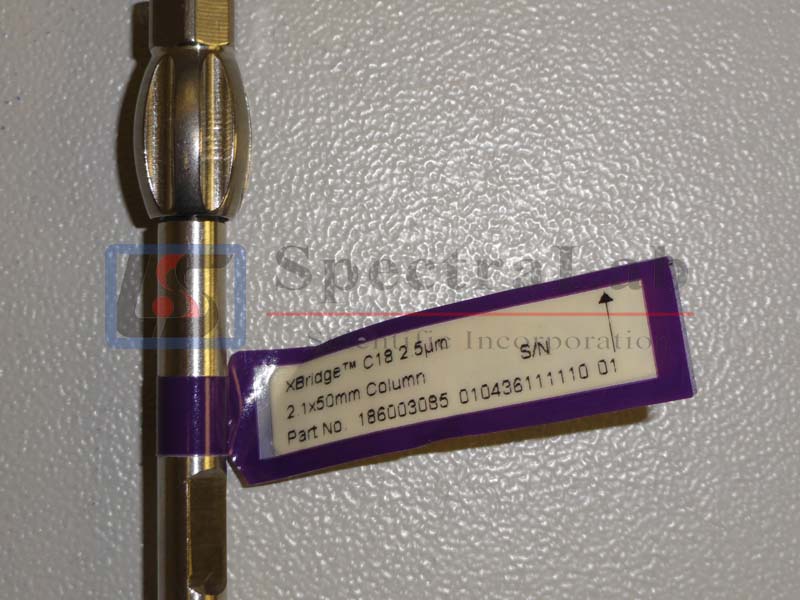 SpectraLab
Scientific Incorporation
XBridge™ C18 2.5µm
2.1x50mm Column S/N
Part No. 186003085 010436111110 01